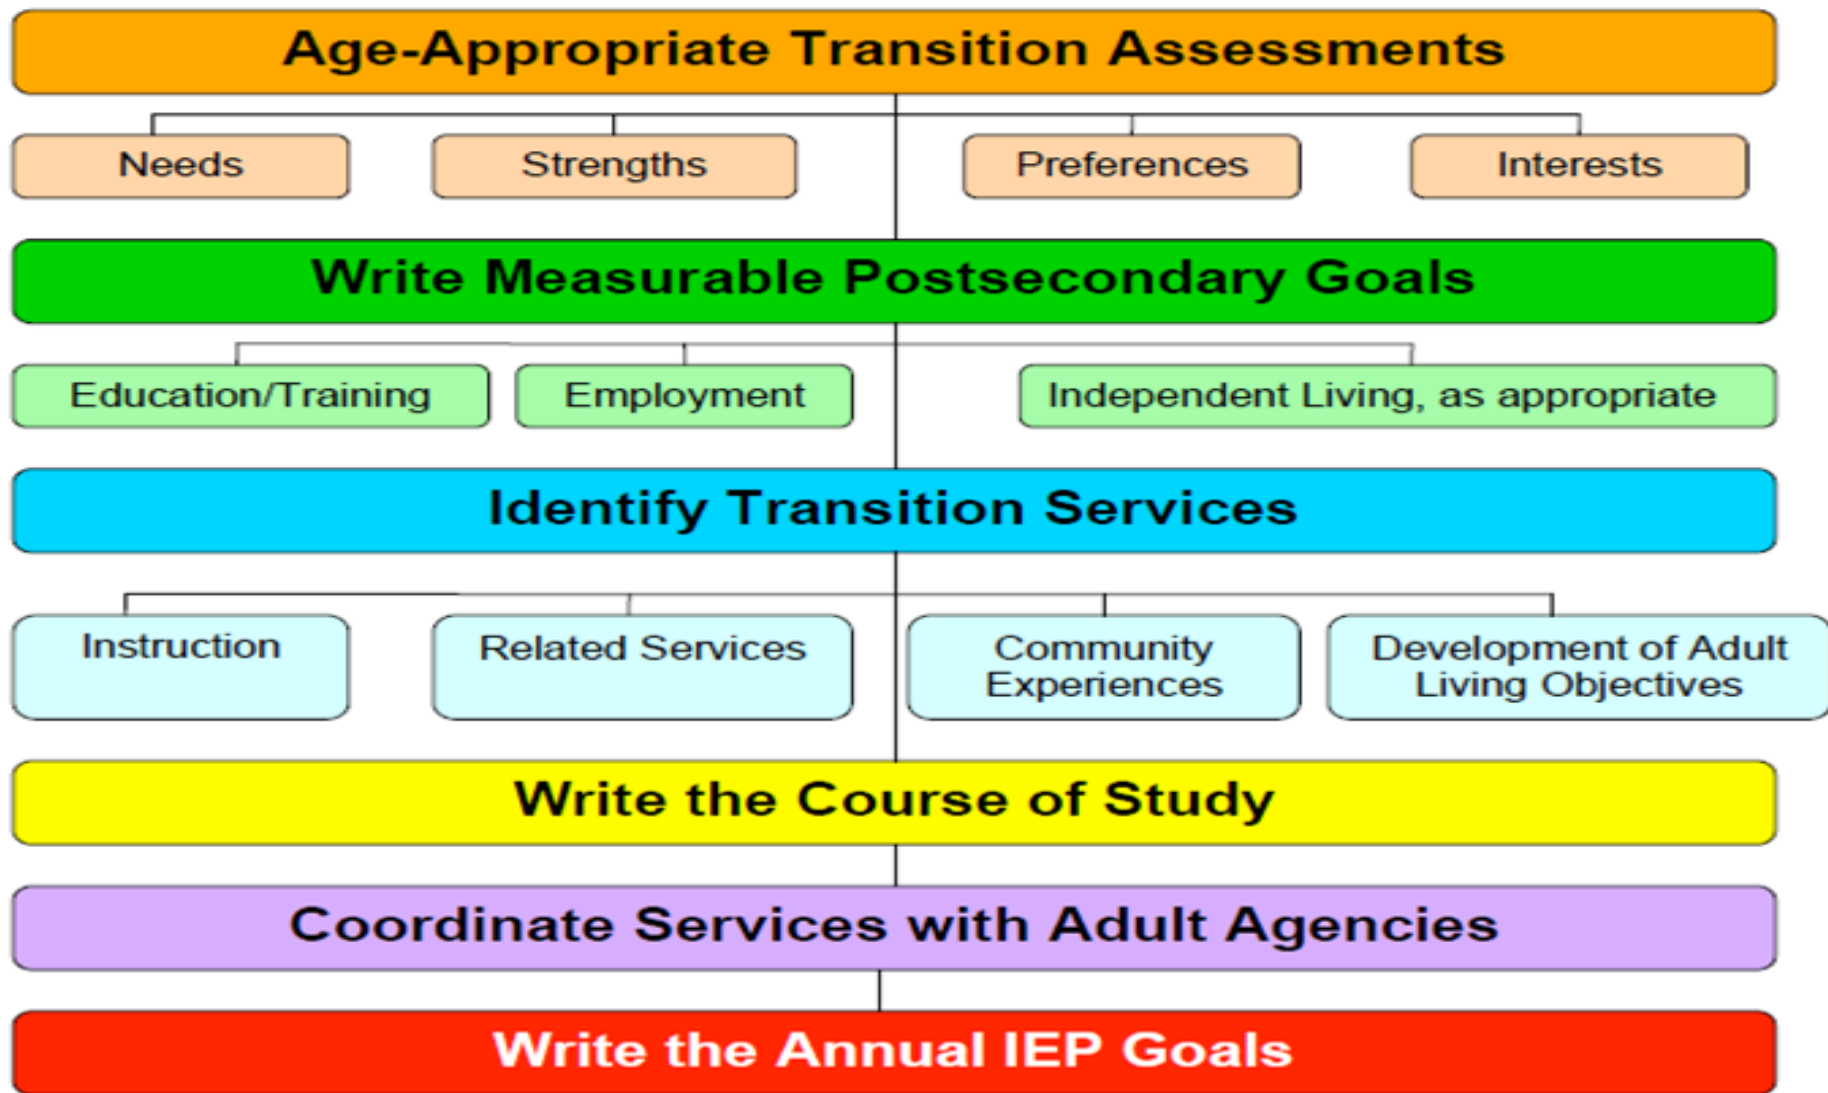 Age-Appropriate Transition Assessments
Needs
Strengths
Preferences
Interests
Write Measurable Postsecondary Goals
Education/Training
Employment
Independent Living, as appropriate
Identify Transition Services
Instruction
Related Services
Community
Experiences
Development of Adult
Living Objectives
Write the Course of Study
Coordinate Services with Adult Agencies
Write the Annual IEP Goals